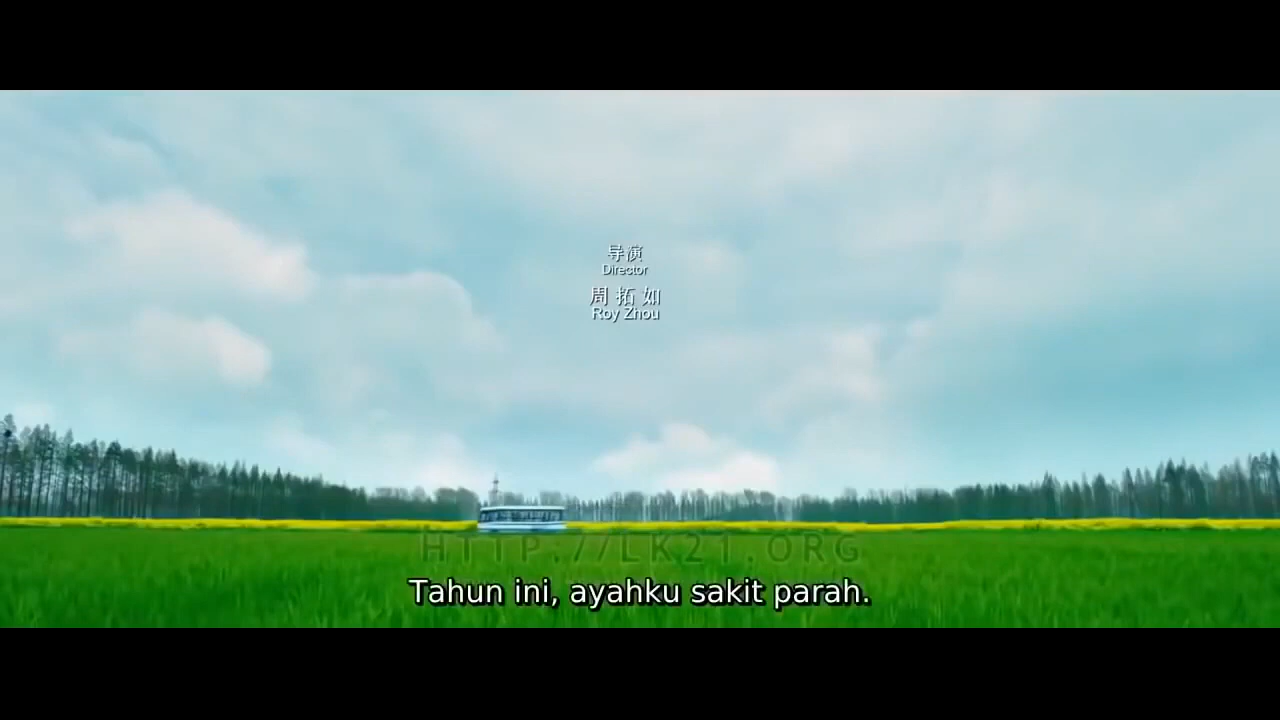 导演
Director
周拓如
Roy Zhou
HTTP://LK21.ORG
Tahun ini, ayahku sakit parah.